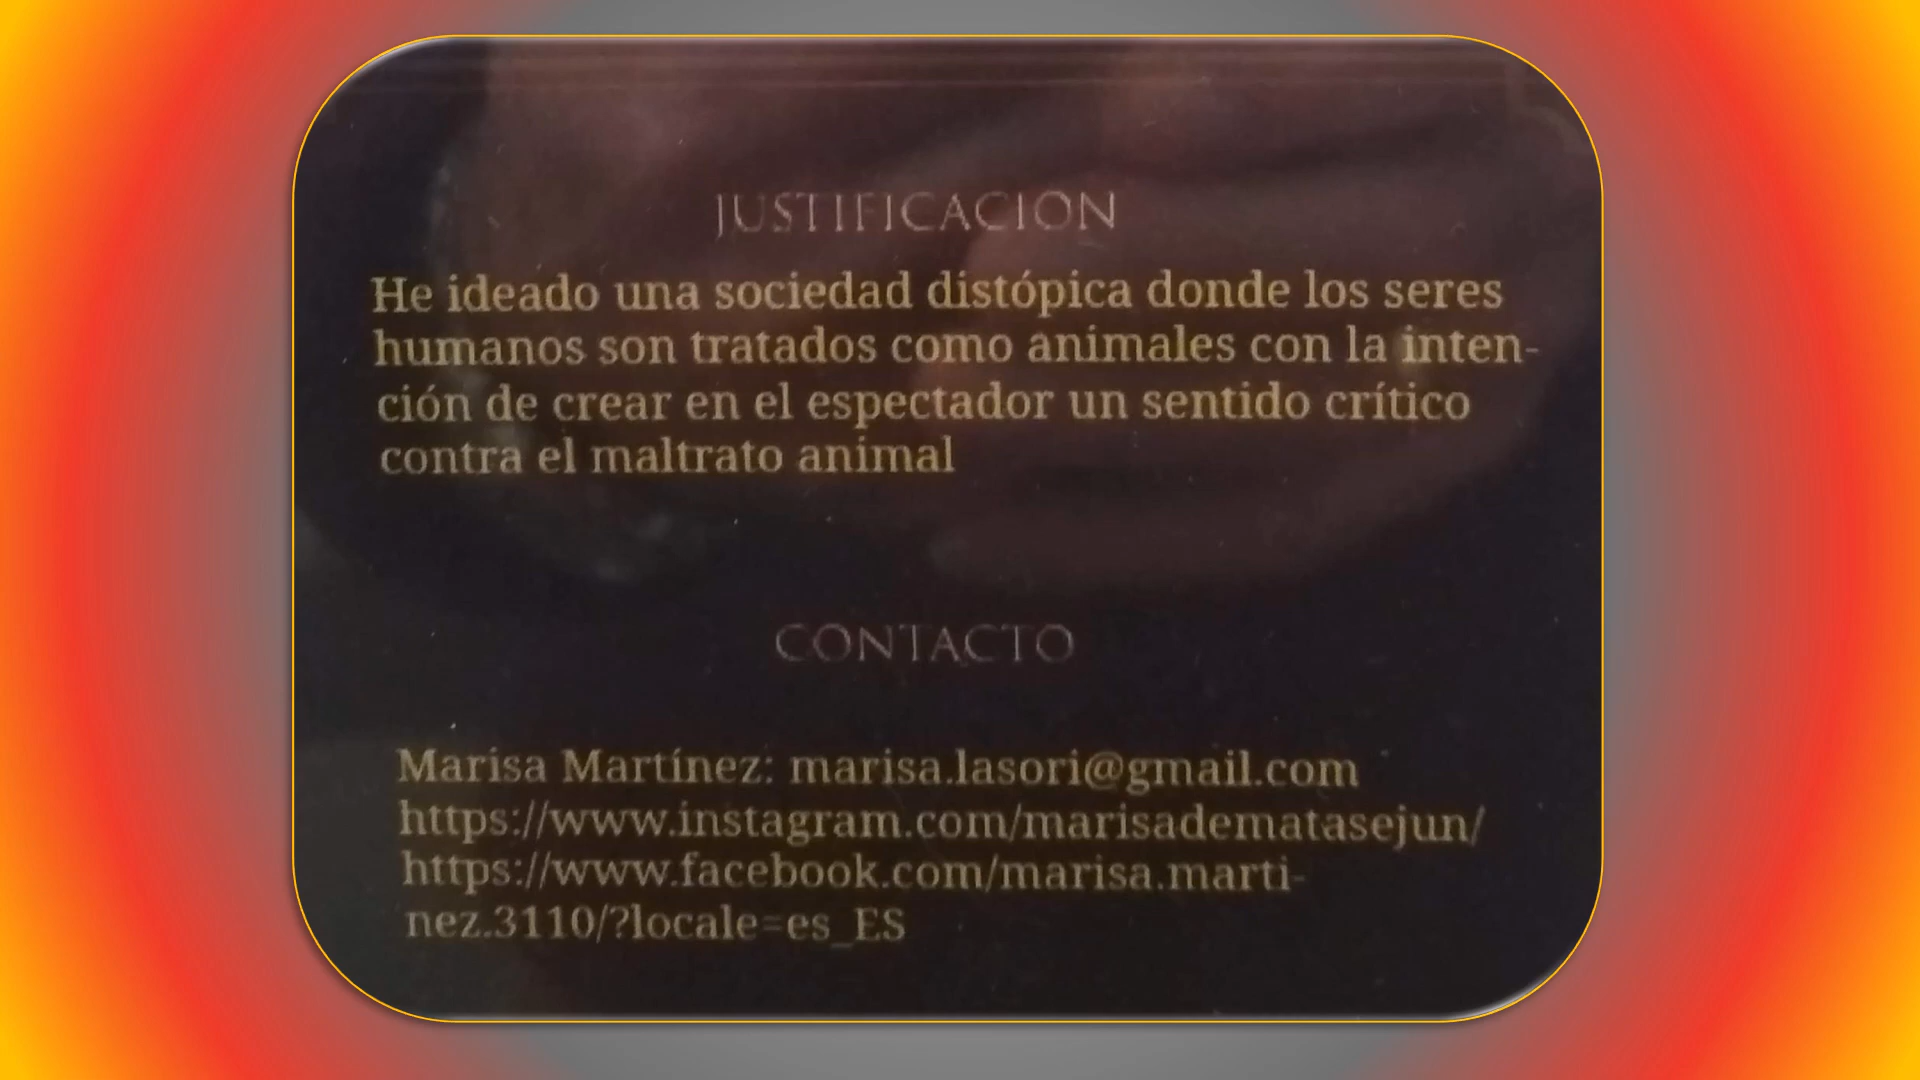 JUSTIFICACION
He ideado una sociedad distópica donde los seres
humanos son tratados como animales con la inten-
ción de crear en el espectador un sentido crítico
contra el maltrato animal
CONTACTO
Marisa Martínez: marisa.lasori@gmail.com
https://www.instagram.com/marisadematasejun/
https://www.facebook.com/marisa.marti-
nez.3110/?locale=es_ES